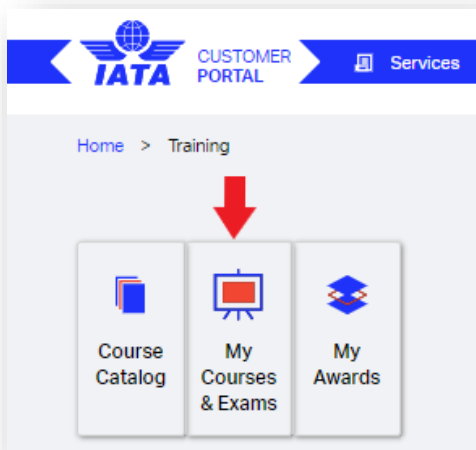 IATA
CUSTOMER
PORTAL
Services
Home > Training
Course
Catalog
My
Courses
& Exams
My
Awards